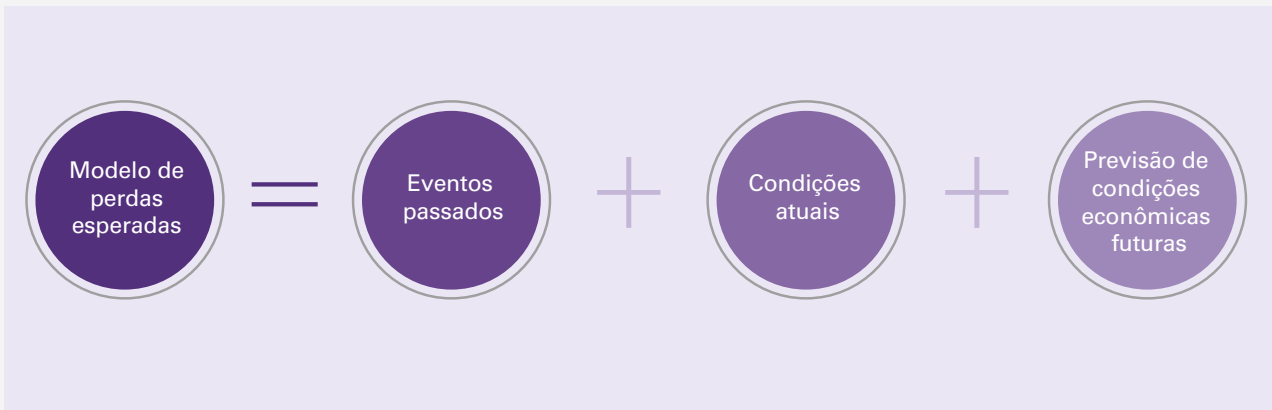 Modelo de
perdas
esperadas
=
Eventos
passados
+
Condições
atuais
+
Previsão de
condições
econômicas
futuras